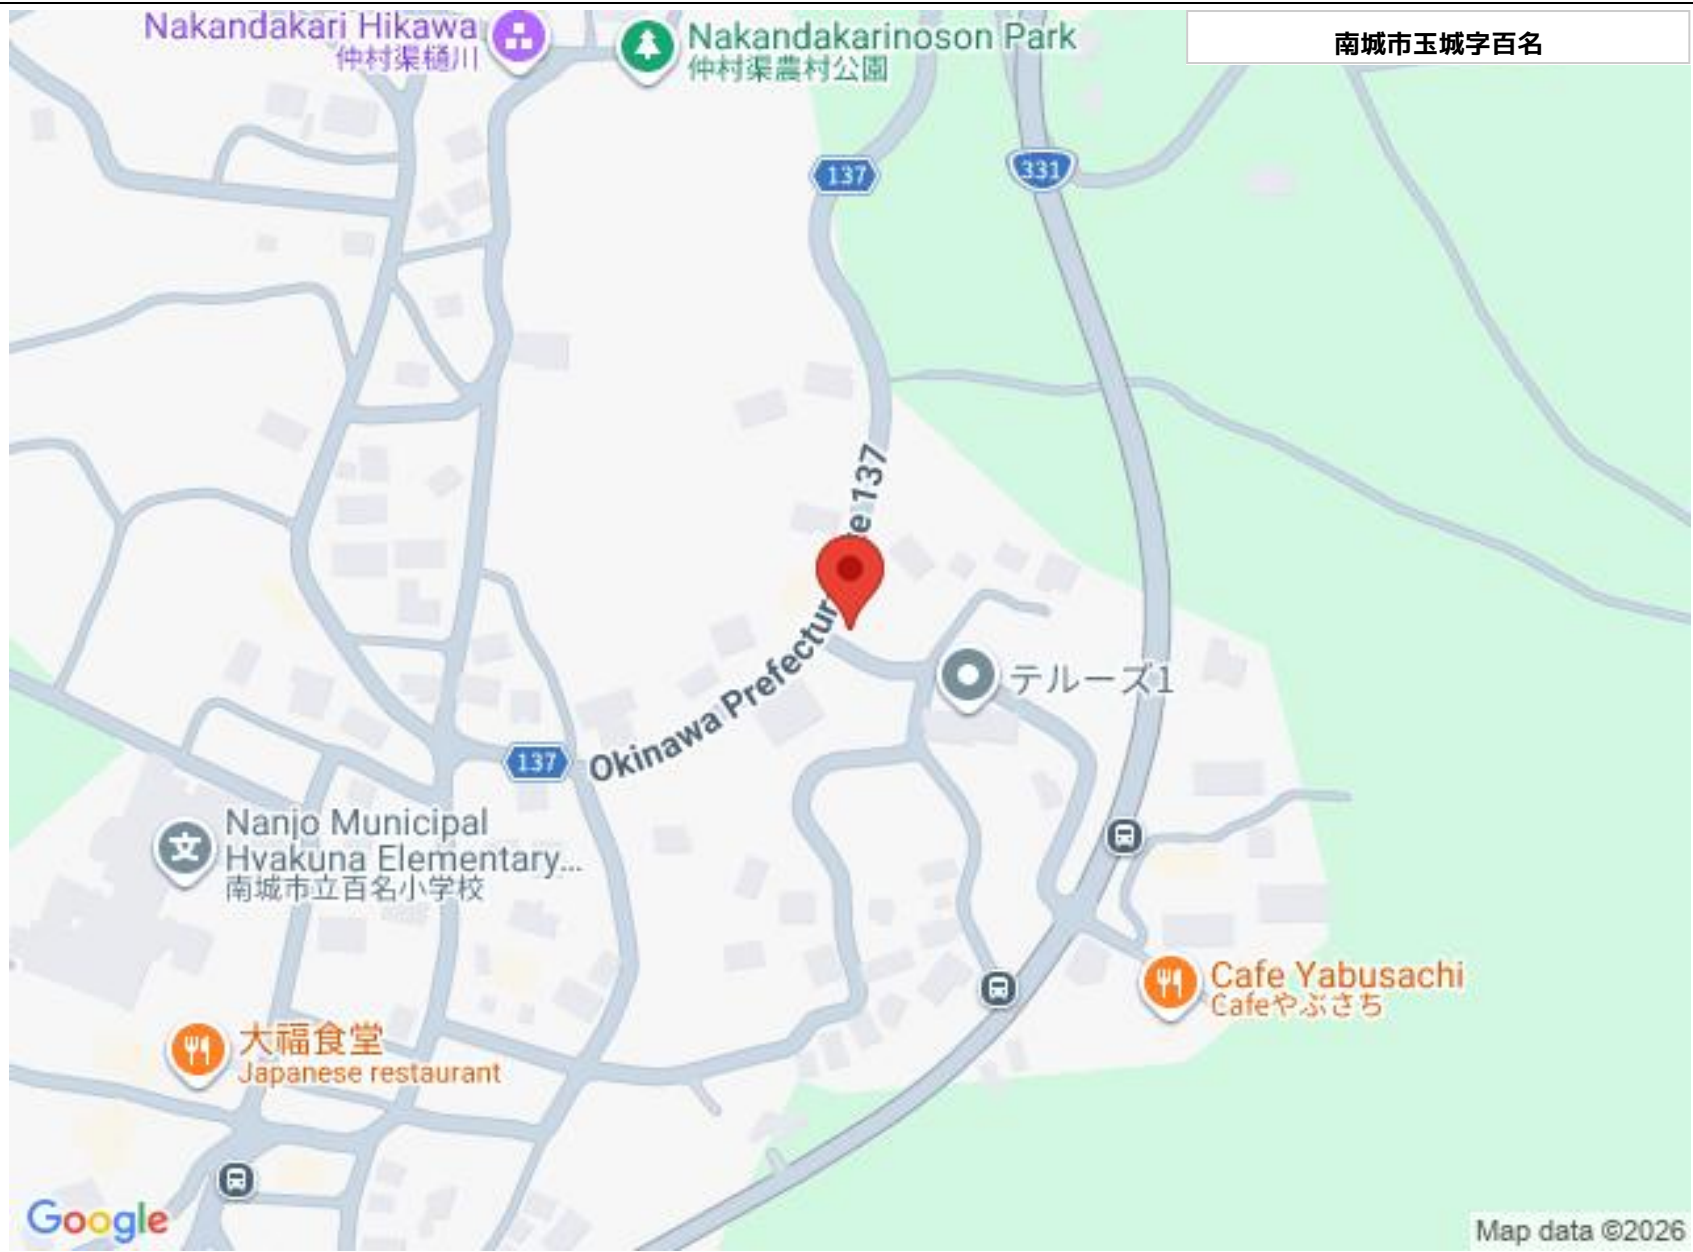 Nakandakari Hikawa
仲村渠樋川
Nakandakarinoson Park
仲村渠農村公園
南城市玉城字百名
137
331
Okinawa Prefectur
e 137
テルーズ1
137
Nanjo Municipal
Hyakuna Elementary...
南城市立百名小学校
Cafe Yabusachi
Cafeやぶさち
大福食堂
Japanese restaurant
Google
Map data ©2026